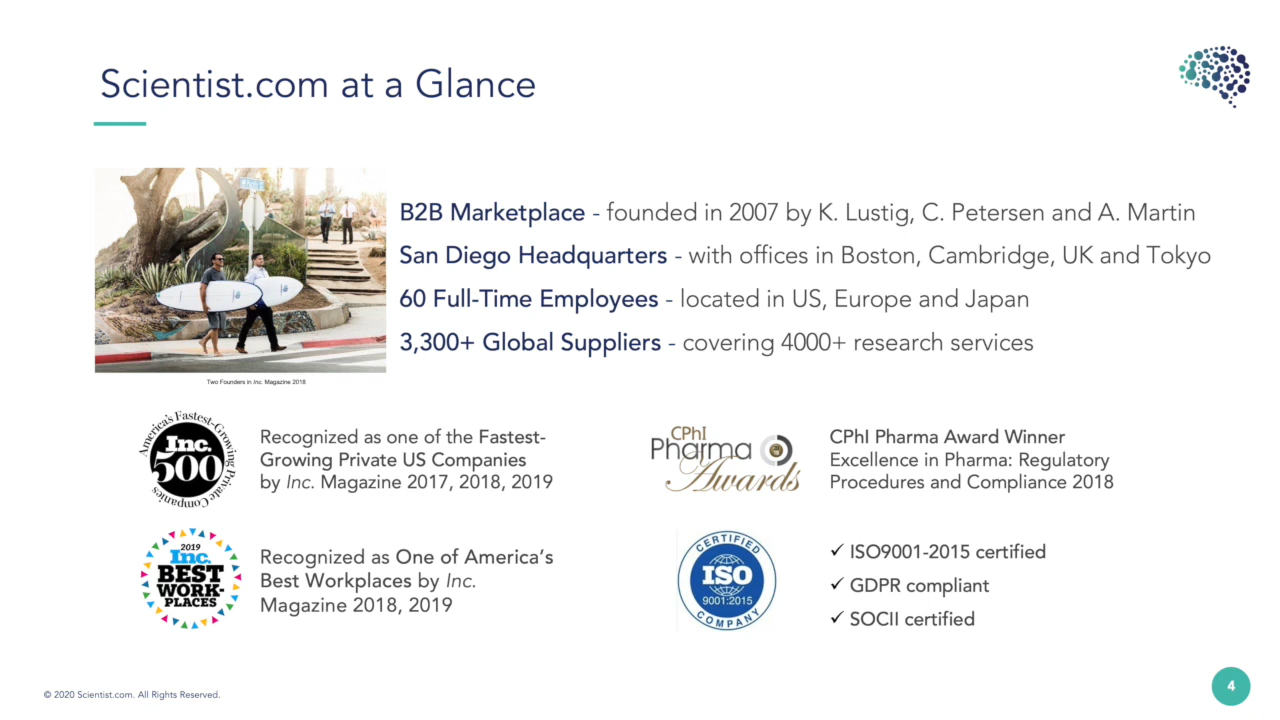 Scientist.com at a Glance
B2B Marketplace - founded in 2007 by K. Lustig, C. Petersen and A. Martin
San Diego Headquarters - with offices in Boston, Cambridge, UK and Tokyo
60 Full-Time Employees - located in US, Europe and Japan
3,300+ Global Suppliers - covering 4000+ research services
Two Founders in Inc. Magazine 2018
America's Fastest-Growing Private Companies
Inc.
500
Recognized as one of the Fastest-
Growing Private US Companies
by Inc. Magazine 2017, 2018, 2019
CPhI
Pharma
Awards
CPhI Pharma Award Winner
Excellence in Pharma: Regulatory
Procedures and Compliance 2018
2019
Inc.
BEST
WORK-
PLACES
Recognized as One of America's
Best Workplaces by Inc.
Magazine 2018, 2019
CERTIFIED
ISO
9001:2015
COMPANY
✓ ISO9001-2015 certified
✓ GDPR compliant
✓ SOCII certified
© 2020 Scientist.com. All Rights Reserved.
4